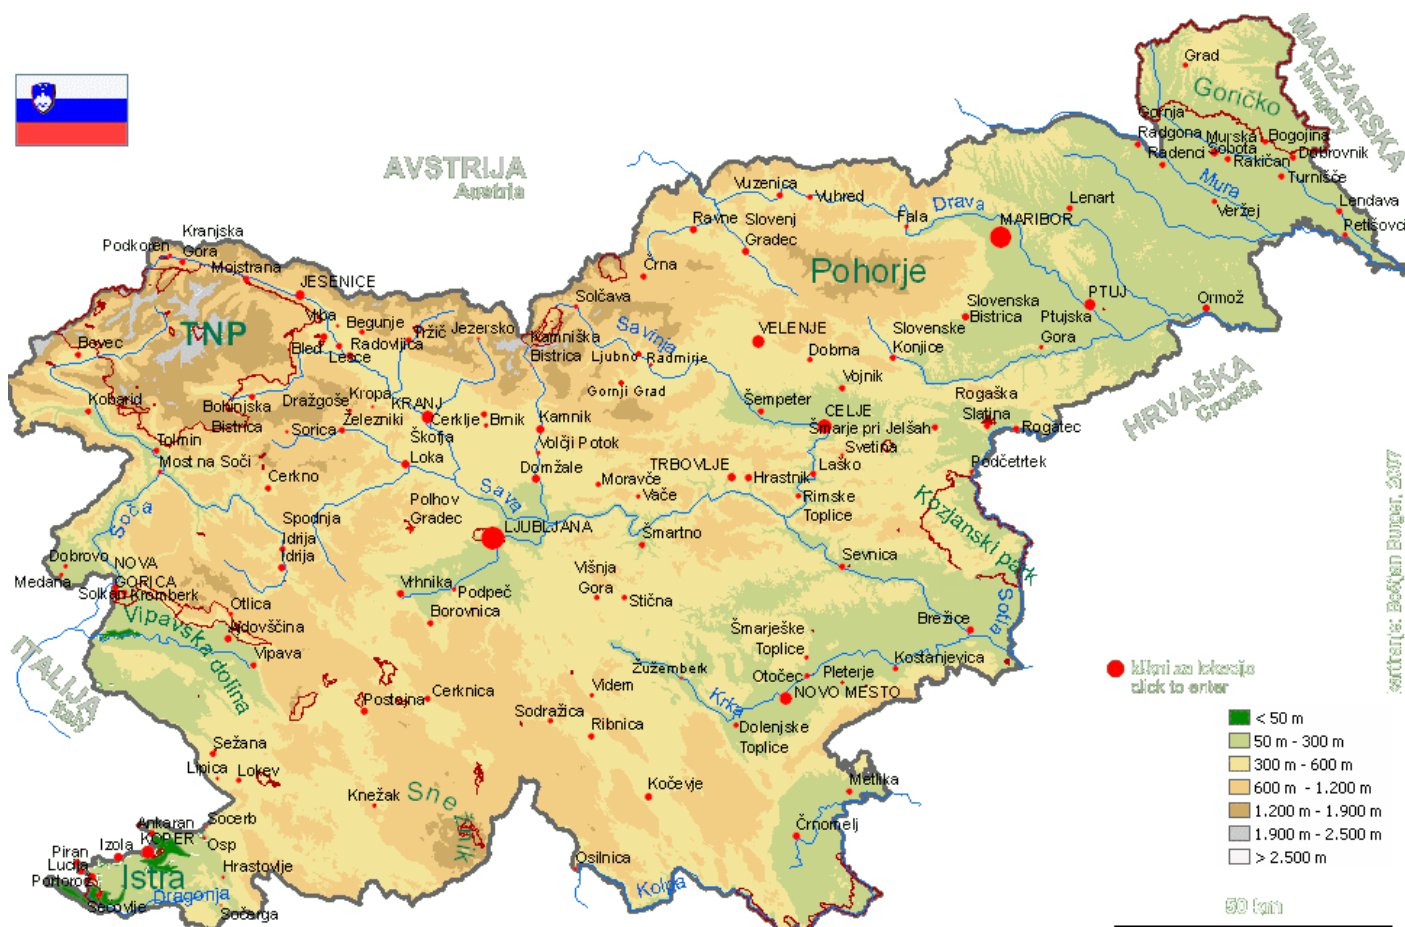 MADŽARSKA
Hungary
Grad
Goričko
Gornja
Radgona
Murska
Sobota
Bogojina
Radenci
Rakičan
Dobrovnik
Turnišče
Mura
Veržej
Lendava
Petišovci
AVSTRIJA
Austria
Vuzenica
Vuhred
Fala
Drava
MARIBOR
Lenart
Ravne
Slovenj
Gradec
Črna
Pohorje
Podkoren
Kranjska
Gora
Mojstrana
JESENICE
Solčava
Savinja
PTUJ
Ormož
Slovenska
Bistrica
Ptujska
Gora
TNP
Vrba
Begunje
Tržič
Jezersko
Kamniška
Bistrica
VELENJE
Slovenske
Konjice
Bovec
Bled
Radovljica
Lesce
Ljubno
Radmirje
Dobrna
Gornji Grad
Vojnik
HRVAŠKA
Croatia
Kobarid
Bohinjska
Bistrica
Dražgoše
Kropa
KRANJ
Železniki
Cerklje
Brnik
Kamnik
Šempeter
CELJE
Rogaška
Slatina
Šmarje pri Jelšah
Rogatec
Tolmin
Sorica
Škofja
Loka
Volčji Potok
Svetina
Most na Soči
Cerkno
Domžale
Moravče
TRBOVLJE
Hrastnik
Laško
Podčetrtek
Sava
Vače
Rimske
Toplice
Kozjanski park
Soča
Polhov
Gradec
LJUBLJANA
Spodnja
Idrija
Idrija
Šmartno
Sevnica
Dobrovo
Medana
NOVA
GORICA
Solkan
Kromberk
Vrhnika
Podpeč
Borovnica
Višnja
Gora
Stična
Sotla
Otlica
Vipavska dolina
Ajdovščina
Brežice
Šmarješke
Toplice
ITALIJA
Italy
Vipava
Žužemberk
Otočec
Pleterje
Kostanjevica
Krka
NOVO MESTO
Postojna
Cerknica
Videm
Sodražica
Ribnica
Dolenjske
Toplice
Sežana
Lipica
Lokev
Knežak
Snežnik
Kočevje
Metlika
Črnomelj
Ankaran
Socerb
Izola
KOPER
Osp
Piran
Lucija
Portorož
Istra
Hrastovlje
Sečovlje
Dragonja
Sočerga
Osilnica
Kolpa
klikni za lokacijo
click to enter
< 50 m
50 m - 300 m
300 m - 600 m
600 m - 1.200 m
1.200 m - 1.900 m
1.900 m - 2.500 m
> 2.500 m
50 km